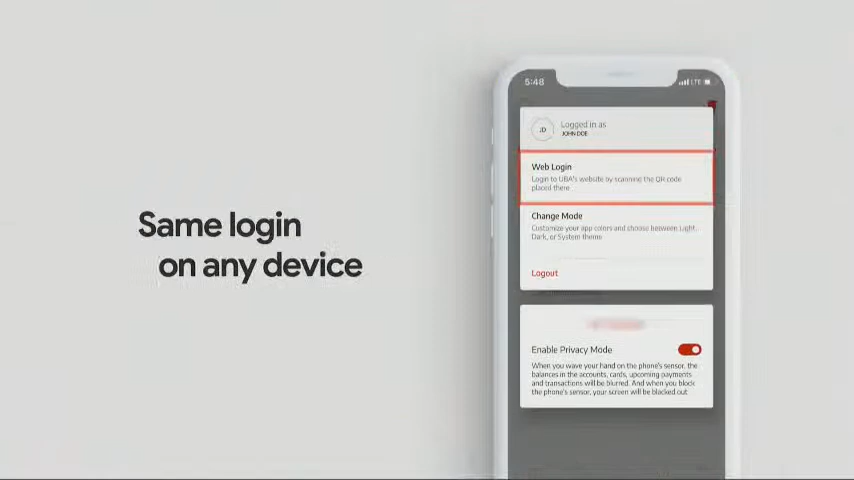 Same login
on any device
5:48
LTE
JD
Logged in as
JOHN DOE
Web Login
Login to UBA's website by scanning the QR code
placed there
Change Mode
Customize your app colors and choose between Light,
Dark, or System theme
Logout
Enable Privacy Mode
When you wave your hand on the phone's sensor, the
balances in the accounts, cards, upcoming payments
and transactions will be blurred. And when you block
the phone's sensor, your screen will be blacked out